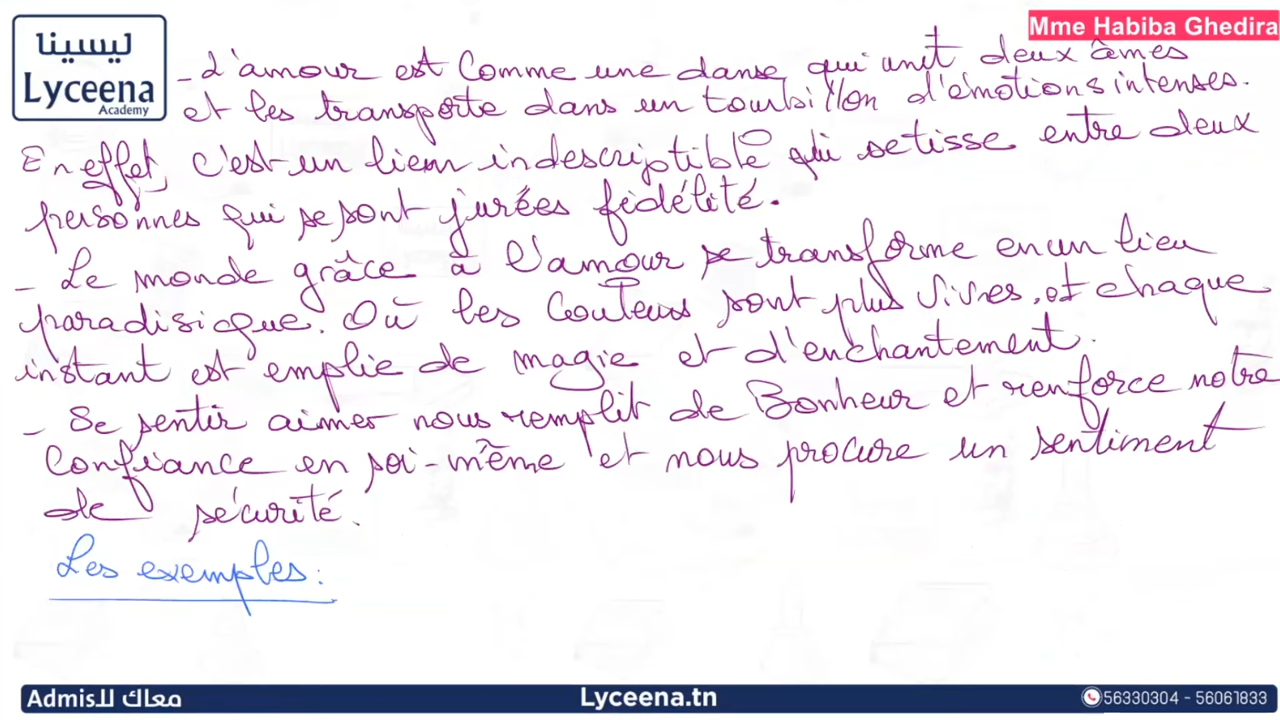 ليسينا
Lyceena
Academy
Mme Habiba Ghedira
- L'amour est comme une danse, qui unit deux âmes
et les transporte dans un tourbillon d'émotions intenses.
En effet, c'est un lien indescriptible qui se tisse entre deux
personnes qui se sont jurées fidélité.
- Le monde grâce à l'amour se transforme en un lieu
paradisique. Où les couleurs sont plus vives, et chaque
instant est emplie de magie et d'enchantement.
- Se sentir aimer nous remplit de Bonheur et renforce notre
confiance en soi-même et nous procure un sentiment
de sécurité.
Les exemples:
Admisمعاك للـ
Lyceena.tn
56330304 - 56061833